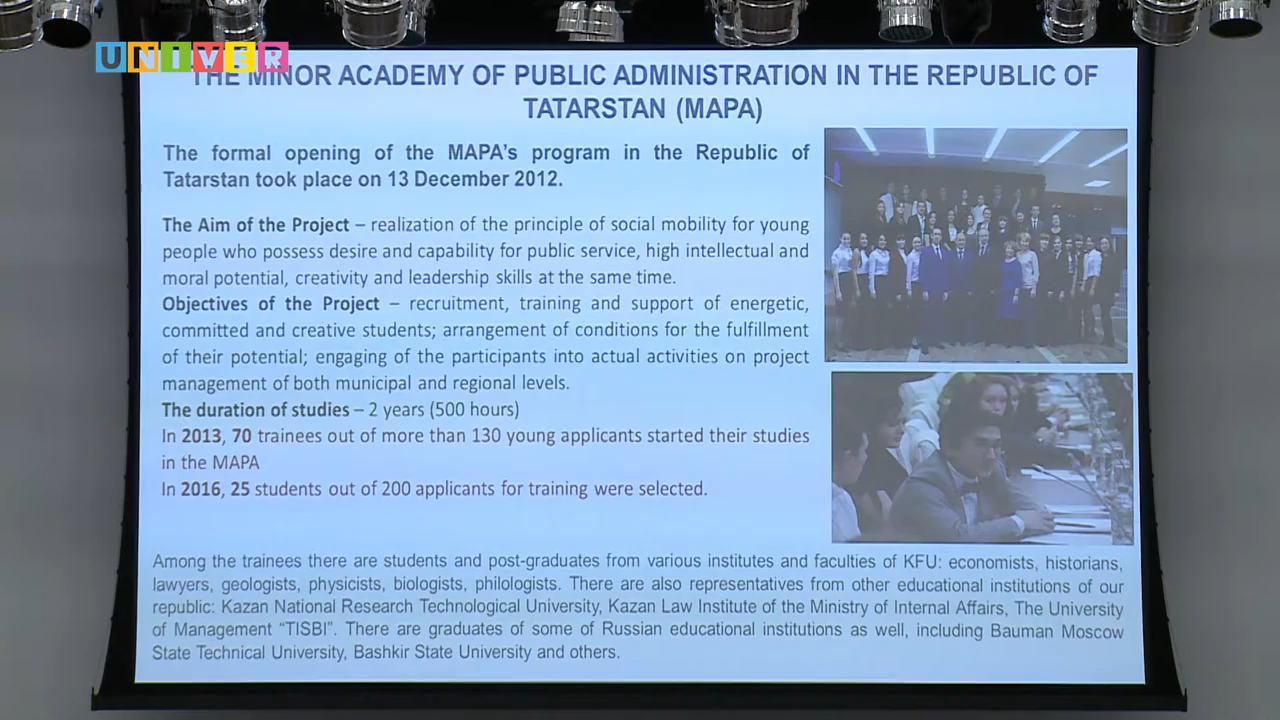 UNIVER
THE MINOR ACADEMY OF PUBLIC ADMINISTRATION IN THE REPUBLIC OF
TATARSTAN (MAPA)
The formal opening of the MAPA's program in the Republic of
Tatarstan took place on 13 December 2012.
The Aim of the Project – realization of the principle of social mobility for young
people who possess desire and capability for public service, high intellectual and
moral potential, creativity and leadership skills at the same time.
Objectives of the Project – recruitment, training and support of energetic,
committed and creative students; arrangement of conditions for the fulfillment
of their potential; engaging of the participants into actual activities on project
management of both municipal and regional levels.
The duration of studies – 2 years (500 hours)
In 2013, 70 trainees out of more than 130 young applicants started their studies
in the MAPA
In 2016, 25 students out of 200 applicants for training were selected.
Among the trainees there are students and post-graduates from various institutes and faculties of KFU: economists, historians,
lawyers, geologists, physicists, biologists, philologists. There are also representatives from other educational institutions of our
republic: Kazan National Research Technological University, Kazan Law Institute of the Ministry of Internal Affairs, The University
of Management “TISBI”. There are graduates of some of Russian educational institutions as well, including Bauman Moscow
State Technical University, Bashkir State University and others.